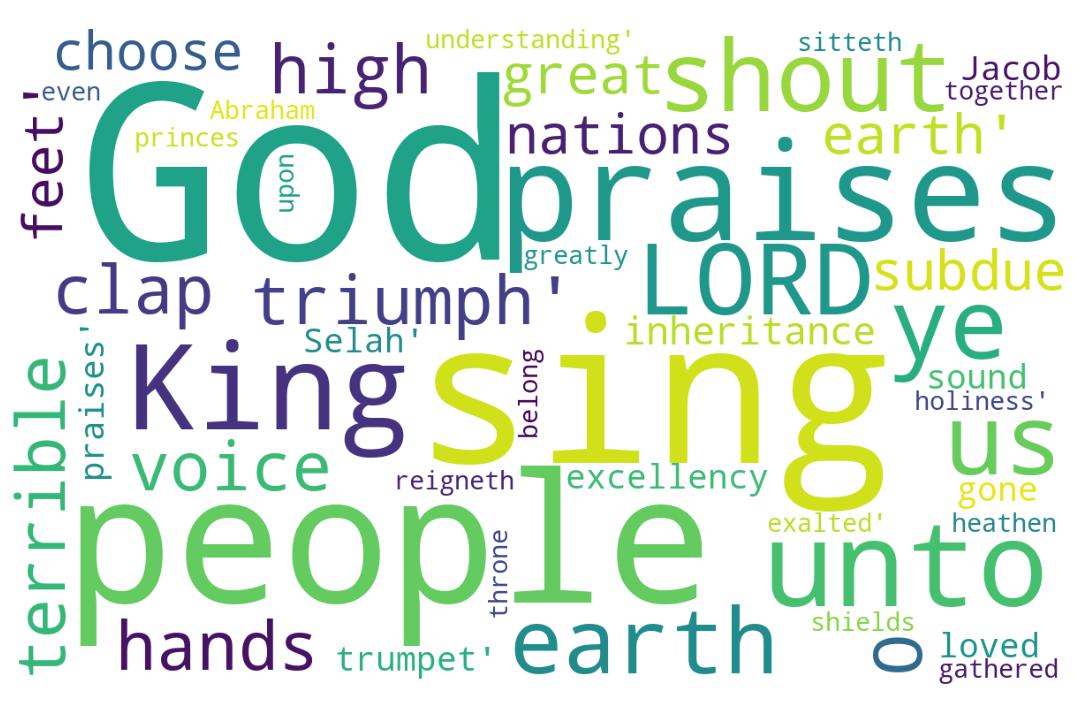 choose
high
understanding'
great
shout
sitteth
Jacob
together
even
Abraham
princes
feet'
God
upon
nations
earth'
praises
greatly
LORD
subdue
clap
triumph'
inheritance
ye
Selah'
praises'
King
sing
belong
sound
holiness'
us
terrible
voice
reigneth
excellency
gone
people
throne
exalted'
heathen
unto
hands
trumpet'
earth
shields
O
loved
gathered